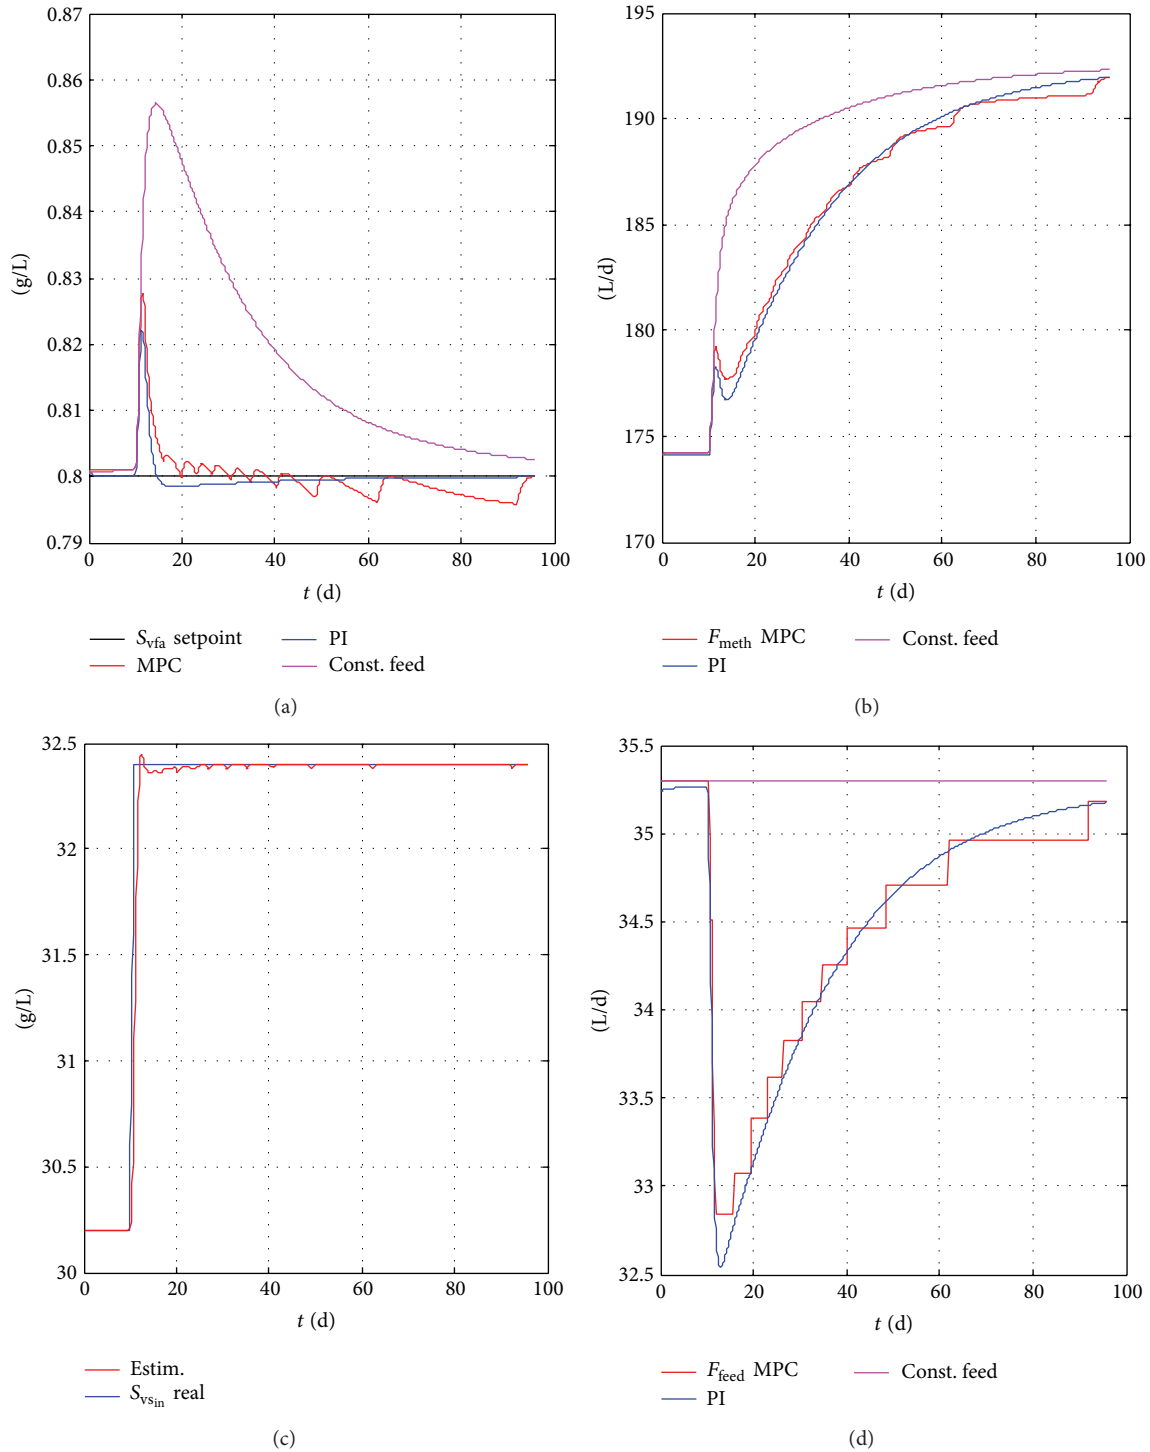 0.87
0.86
0.85
0.84
0.83
0.82
0.81
0.8
0.79
(g/L)
0 20 40 60 80 100
t (d)
S_vfa setpoint
MPC
PI
Const. feed
(a)
195
190
185
180
175
170
(L/d)
0 20 40 60 80 100
t (d)
F_meth MPC
PI
Const. feed
(b)
32.5
32
31.5
31
30.5
30
(g/L)
0 20 40 60 80 100
t (d)
Estim.
S_vs_in real
(c)
35.5
35
34.5
34
33.5
33
32.5
(L/d)
0 20 40 60 80 100
t (d)
F_feed MPC
PI
Const. feed
(d)